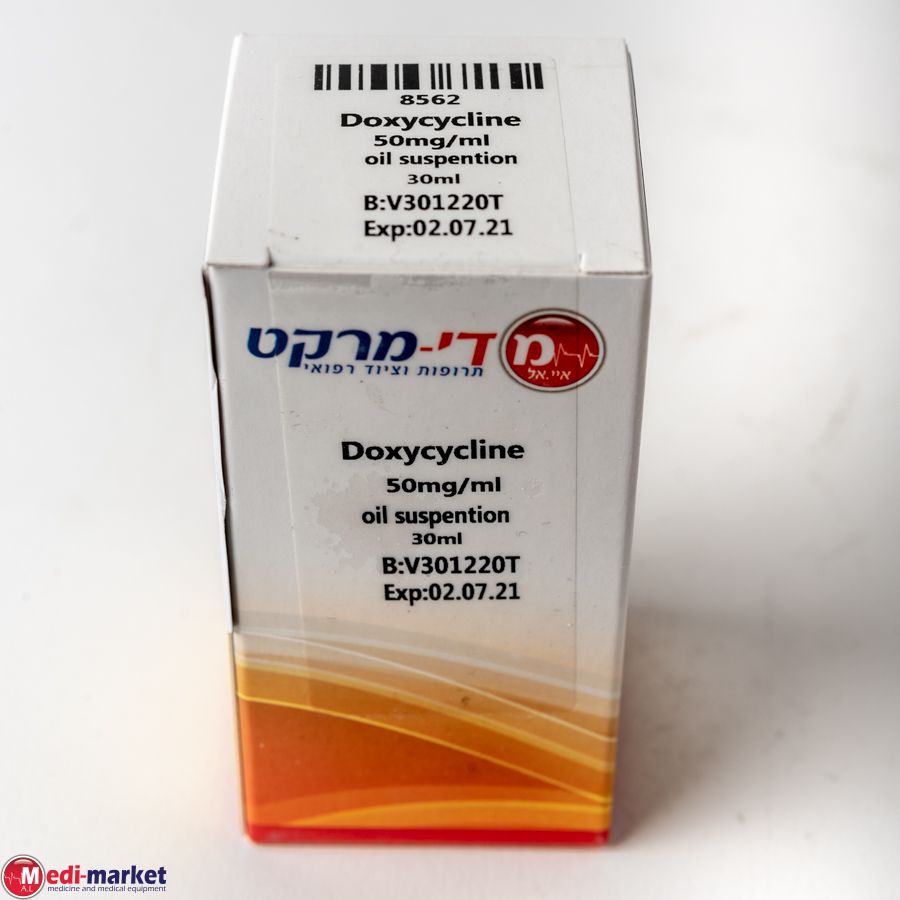 8562
Doxycycline
50mg/ml
oil suspention
30ml
B:V301220T
Exp:02.07.21
מ
איי.אל
די-מרקט
תרופות וציוד רפואי
Doxycycline
50mg/ml
oil suspention
30ml
B:V301220T
Exp:02.07.21
Medi-market
A.L
medicine and medical equipment